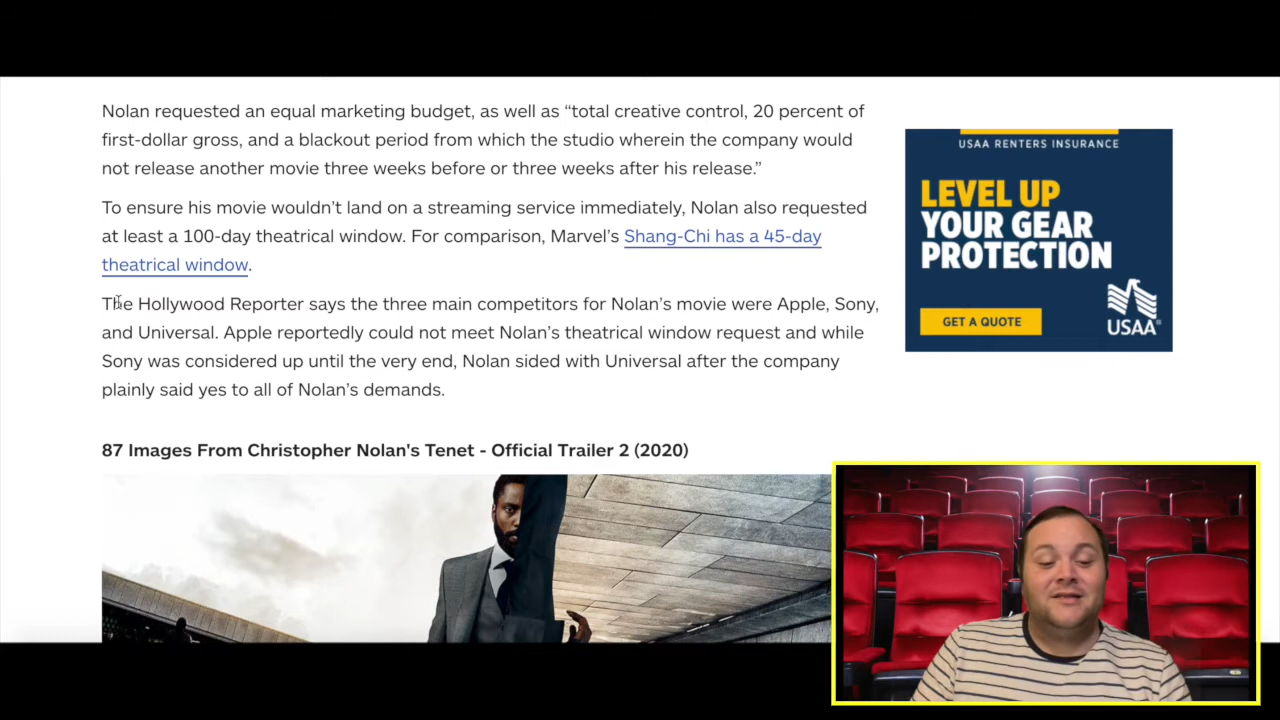 Nolan requested an equal marketing budget, as well as “total creative control, 20 percent of
first-dollar gross, and a blackout period from which the studio wherein the company would
not release another movie three weeks before or three weeks after his release.”
To ensure his movie wouldn’t land on a streaming service immediately, Nolan also requested
at least a 100-day theatrical window. For comparison, Marvel’s Shang-Chi has a 45-day
theatrical window.
The Hollywood Reporter says the three main competitors for Nolan’s movie were Apple, Sony,
and Universal. Apple reportedly could not meet Nolan’s theatrical window request and while
Sony was considered up until the very end, Nolan sided with Universal after the company
plainly said yes to all of Nolan’s demands.
87 Images From Christopher Nolan's Tenet - Official Trailer 2 (2020)
USAA RENTERS INSURANCE
LEVEL UP
YOUR GEAR
PROTECTION
GET A QUOTE
USAA®